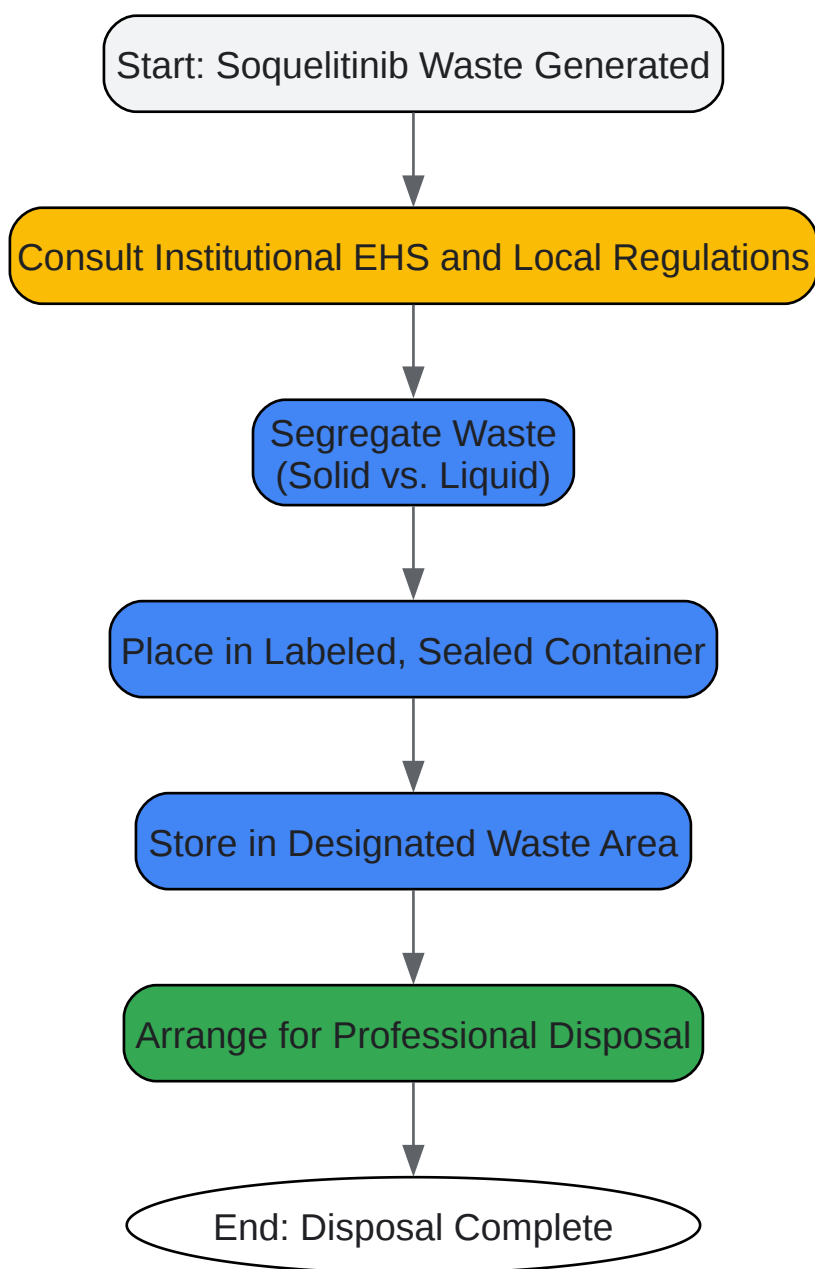 Start: Soquelitinib Waste Generated
Consult Institutional EHS and Local Regulations
Segregate Waste
(Solid vs. Liquid)
Place in Labeled, Sealed Container
Store in Designated Waste Area
Arrange for Professional Disposal
End: Disposal Complete